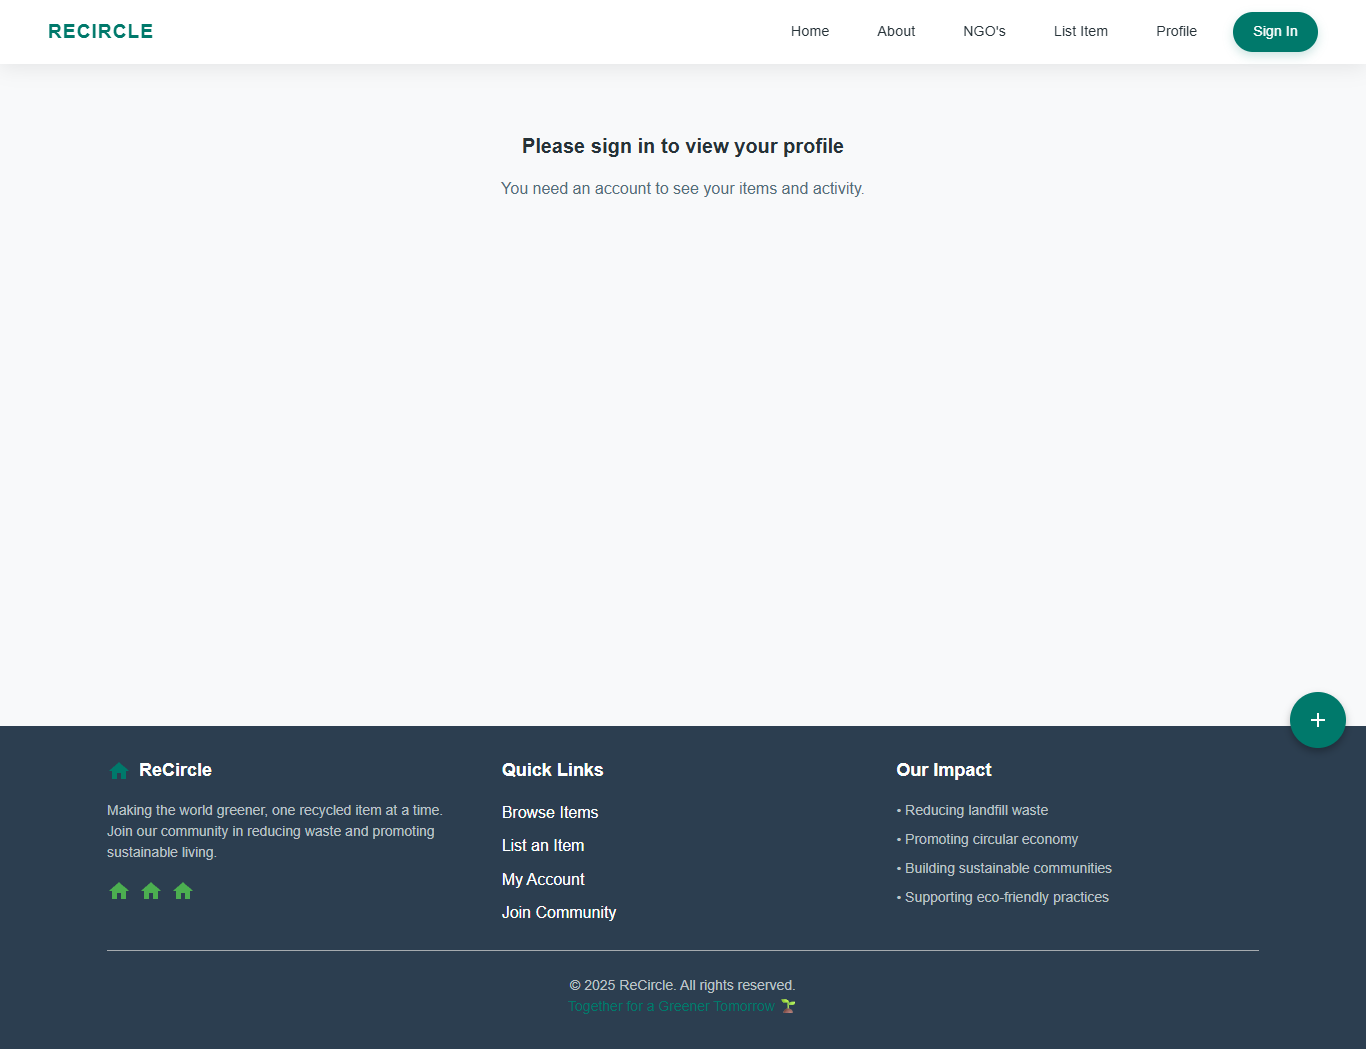 RECIRCLE
Home About NGO's List Item Profile Sign In
Please sign in to view your profile
You need an account to see your items and activity.
+
ReCircle
Making the world greener, one recycled item at a time.
Join our community in reducing waste and promoting
sustainable living.
Quick Links
Browse Items
List an Item
My Account
Join Community
Our Impact
• Reducing landfill waste
• Promoting circular economy
• Building sustainable communities
• Supporting eco-friendly practices
© 2025 ReCircle. All rights reserved.
Together for a Greener Tomorrow 🌱